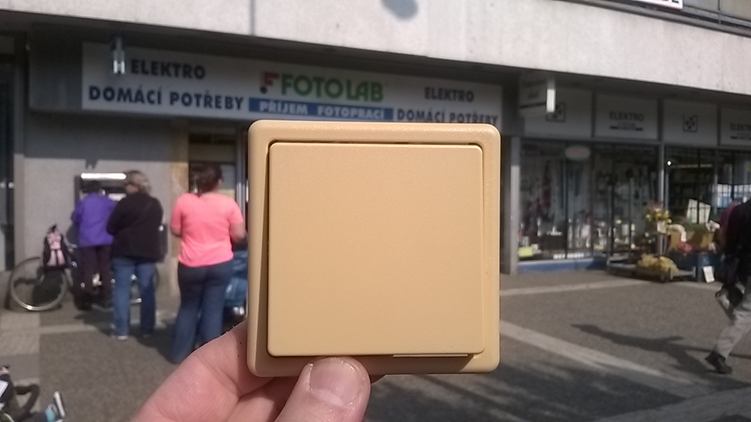 ELEKTRO
DOMÁCÍ POTŘEBY
FOTOLAB
PŘÍJEM FOTOPRACÍ
ELEKTRO
DOMÁCÍ POTŘEBY
ELEKTRO